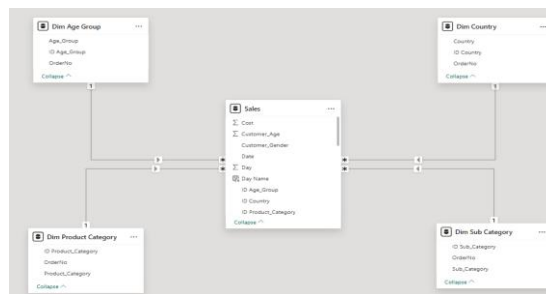 Dim Age Group
Age_Group
ID Age_Group
OrderNo
Collapse
Dim Country
Country
ID Country
OrderNo
Collapse
1
1
Sales
Cost
Customer_Age
Customer_Gender
Date
Day
Day Name
ID Age_Group
ID Country
ID Product_Category
Collapse
1
1
Dim Product Category
ID Product_Category
OrderNo
Product_Category
Collapse
Dim Sub Category
ID Sub_Category
OrderNo
Sub_Category
Collapse